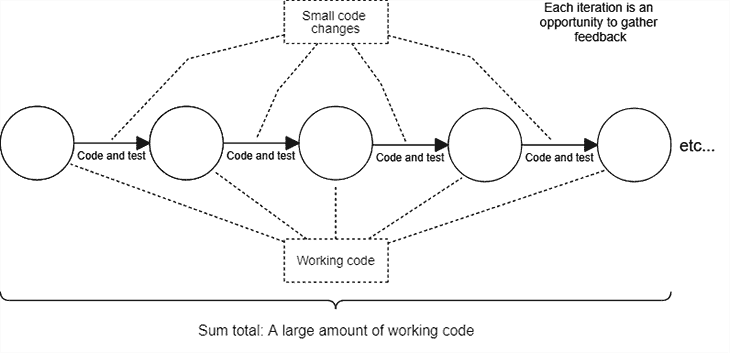 Small code
changes
Each iteration is an
opportunity to gather
feedback
Code and test
Code and test
Code and test
Code and test
etc...
Working code
Sum total: A large amount of working code